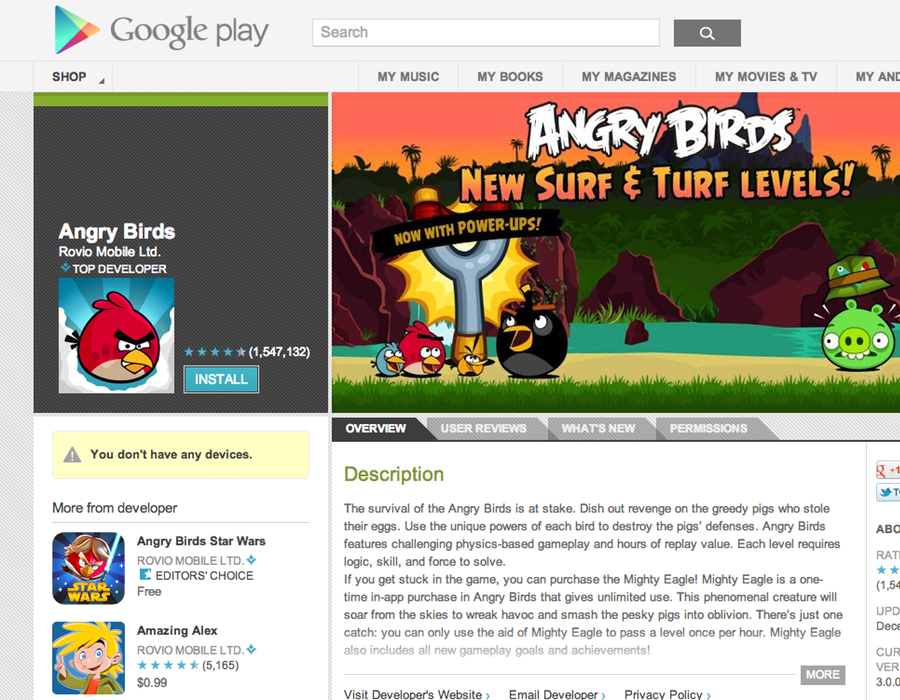 Google play
Search
SHOP
MY MUSIC
MY BOOKS
MY MAGAZINES
MY MOVIES & TV
MY AND
Angry Birds
Rovio Mobile Ltd.
TOP DEVELOPER
(1,547,132)
INSTALL
ANGRY BIRDS
NEW SURF & TURF LEVELS!
NOW WITH POWER-UPS!
You don't have any devices.
More from developer
Angry Birds Star Wars
ROVIO MOBILE LTD.
EDITORS' CHOICE
Free
STAR WARS
Amazing Alex
ROVIO MOBILE LTD.
(5,165)
$0.99
OVERVIEW
USER REVIEWS
WHAT'S NEW
PERMISSIONS
Description
The survival of the Angry Birds is at stake. Dish out revenge on the greedy pigs who stole
their eggs. Use the unique powers of each bird to destroy the pigs' defenses. Angry Birds
features challenging physics-based gameplay and hours of replay value. Each level requires
logic, skill, and force to solve.
If you get stuck in the game, you can purchase the Mighty Eagle! Mighty Eagle is a one-
time in-app purchase in Angry Birds that gives unlimited use. This phenomenal creature will
soar from the skies to wreak havoc and smash the pesky pigs into oblivion. There's just one
catch: you can only use the aid of Mighty Eagle to pass a level once per hour. Mighty Eagle
also includes all new gameplay goals and achievements!
MORE
Visit Developer's Website ›
Email Developer ›
Privacy Policy ›
g +1
ABO
RATI
(1,54
UPD
Dece
CUR
VER
3.0.0